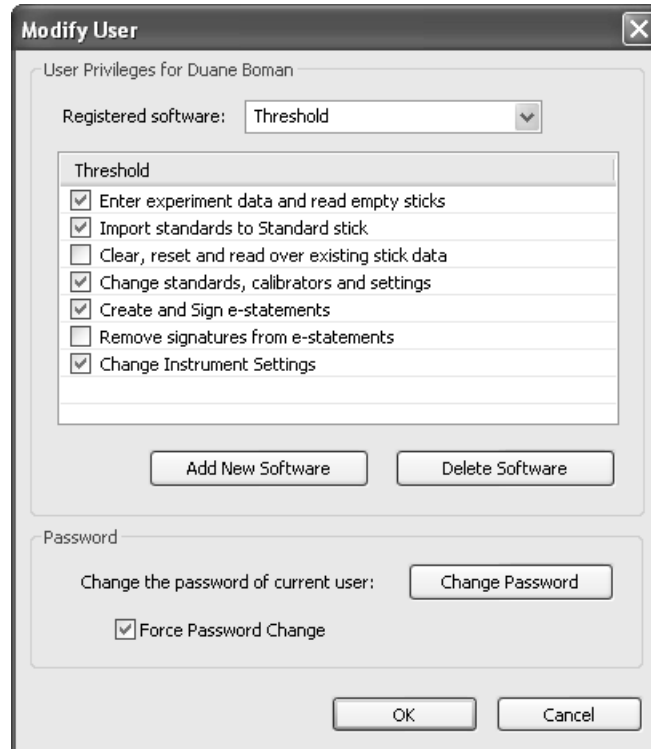 Modify User
User Privileges for Duane Boman
Registered software: Threshold
Threshold
Enter experiment data and read empty sticks
Import standards to Standard stick
Clear, reset and read over existing stick data
Change standards, calibrators and settings
Create and Sign e-statements
Remove signatures from e-statements
Change Instrument Settings
Add New Software Delete Software
Password
Change the password of current user: Change Password
Force Password Change
OK Cancel